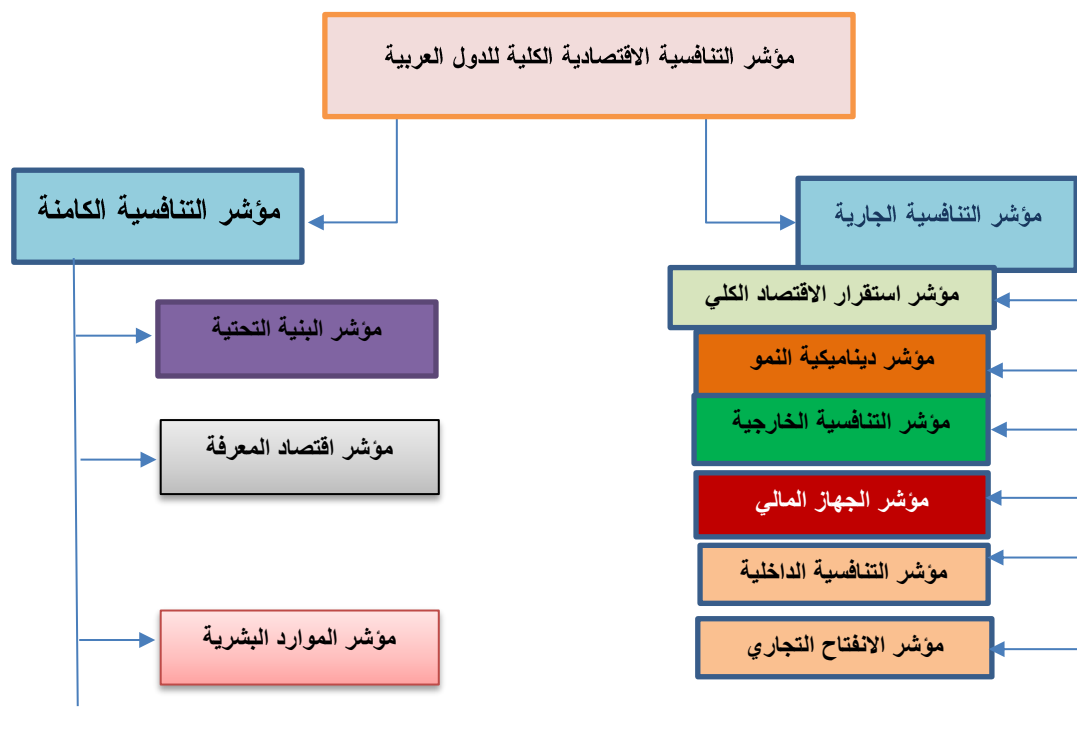 مؤشر التنافسية الاقتصادية الكلية للدول العربية
مؤشر التنافسية الجارية
مؤشر استقرار الاقتصاد الكلي
مؤشر ديناميكية النمو
مؤشر التنافسية الخارجية
مؤشر الجهاز المالي
مؤشر التنافسية الداخلية
مؤشر الانفتاح التجاري
مؤشر التنافسية الكامنة
مؤشر البنية التحتية
مؤشر اقتصاد المعرفة
مؤشر الموارد البشرية